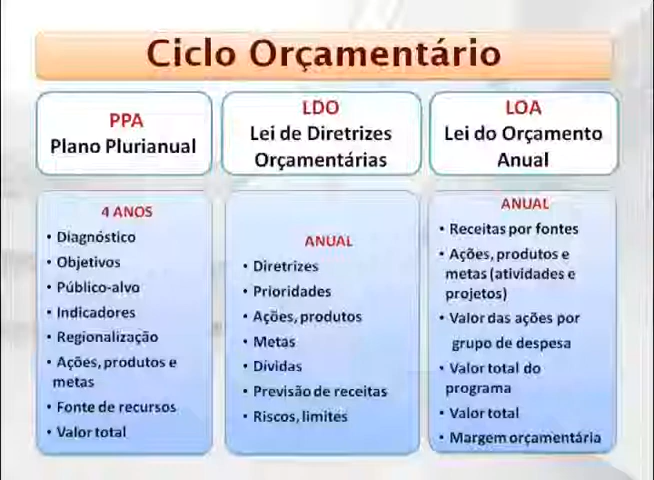 Ciclo Orçamentário
PPA
Plano Plurianual
LDO
Lei de Diretrizes
Orçamentárias
LOA
Lei do Orçamento
Anual
4 ANOS
• Diagnóstico
• Objetivos
• Público-alvo
• Indicadores
• Regionalização
• Ações, produtos e
metas
• Fonte de recursos
• Valor total
ANUAL
• Diretrizes
• Prioridades
• Ações, produtos
• Metas
• Dívidas
• Previsão de receitas
• Riscos, limites
ANUAL
• Receitas por fontes
• Ações, produtos e
metas (atividades e
projetos)
• Valor das ações por
grupo de despesa
• Valor total do
programa
• Valor total
• Margem orçamentária